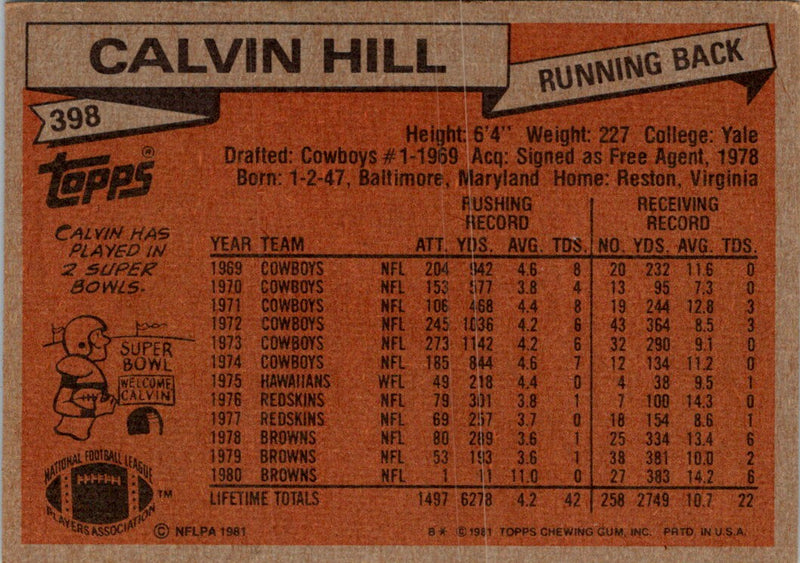 CALVIN HILL
RUNNING BACK
398
Topps®
Height: 6'4" Weight: 227 College: Yale
Drafted: Cowboys #1-1969 Acq: Signed as Free Agent, 1978
Born: 1-2-47, Baltimore, Maryland Home: Reston, Virginia
CALVIN HAS
PLAYED IN
2 SUPER
BOWLS.
SUPER
BOWL
WELCOME
CALVIN
RUSHING RECEIVING
RECORD RECORD
YEAR TEAM ATT. YDS. AVG. TDS. NO. YDS. AVG. TDS.
1969 COWBOYS NFL 204 942 4.6 8 20 232 11.6 0
1970 COWBOYS NFL 153 577 3.8 4 13 95 7.3 0
1971 COWBOYS NFL 106 468 4.4 8 19 244 12.8 3
1972 COWBOYS NFL 245 1036 4.2 6 43 364 8.5 3
1973 COWBOYS NFL 273 1142 4.2 6 32 290 9.1 0
1974 COWBOYS NFL 185 844 4.6 7 12 134 11.2 0
1975 HAWAIIANS WFL 49 218 4.4 0 4 38 9.5 1
1976 REDSKINS NFL 79 301 3.8 1 7 100 14.3 0
1977 REDSKINS NFL 69 257 3.7 0 18 154 8.6 1
1978 BROWNS NFL 80 289 3.6 1 25 334 13.4 6
1979 BROWNS NFL 53 193 3.6 1 38 381 10.0 2
1980 BROWNS NFL 1 11 11.0 0 27 383 14.2 6
LIFETIME TOTALS 1497 6278 4.2 42 258 2749 10.7 22
NATIONAL FOOTBALL LEAGUE
PLAYERS ASSOCIATION
TM
© NFLPA 1981
B* © 1981 TOPPS CHEWING GUM, INC. PRTD. IN U.S.A.